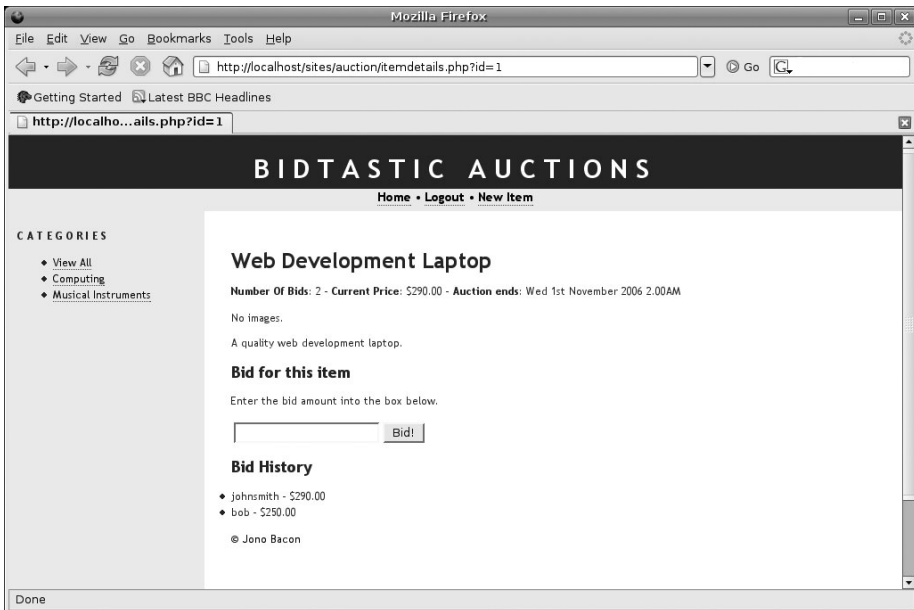 Mozilla Firefox
File Edit View Go Bookmarks Tools Help
http://localhost/sites/auction/itemdetails.php?id=1
Go
G
Getting Started Latest BBC Headlines
http://localho...ails.php?id=1
BIDTASTIC AUCTIONS
Home • Logout • New Item
CATEGORIES
View All
Computing
Musical Instruments
Web Development Laptop
Number Of Bids: 2 - Current Price: $290.00 - Auction ends: Wed 1st November 2006 2.00AM
No images.
A quality web development laptop.
Bid for this item
Enter the bid amount into the box below.
Bid!
Bid History
johnsmith - $290.00
bob - $250.00
© Jono Bacon
Done